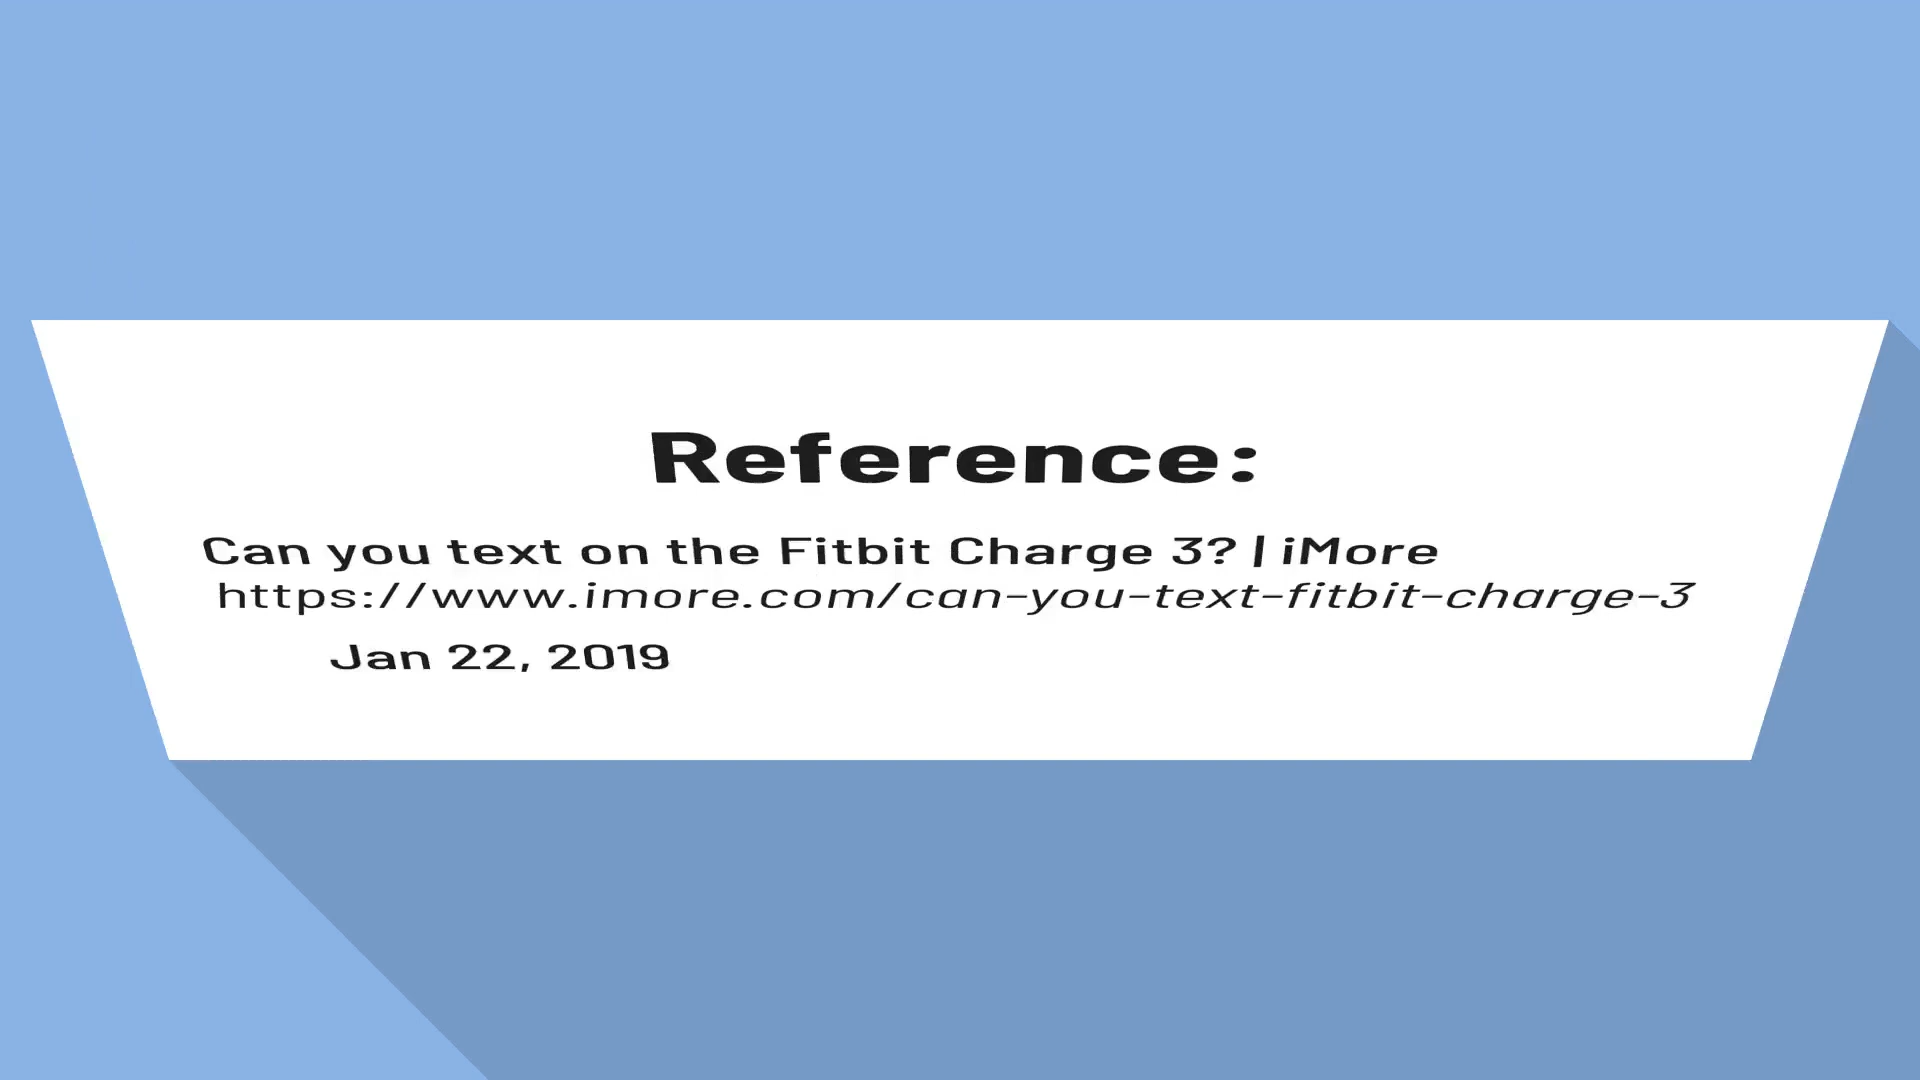 Reference:
Can you text on the Fitbit Charge 3? | iMore
https://www.imore.com/can-you-text-fitbit-charge-3
Jan 22, 2019